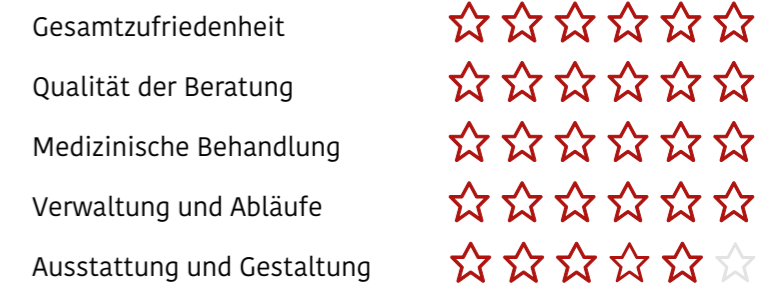 Gesamtzufriedenheit
Qualität der Beratung
Medizinische Behandlung
Verwaltung und Abläufe
Ausstattung und Gestaltung